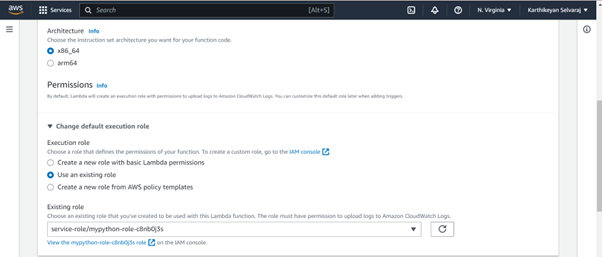 aws Services Search [Alt+S] N. Virginia Karthikeyan Selvaraj
Architecture Info
Choose the instruction set architecture you want for your function code.
x86_64
arm64
Permissions Info
By default, Lambda will create an execution role with permissions to upload logs to Amazon CloudWatch Logs. You can customize this default role later when adding triggers.
Change default execution role
Execution role
Choose a role that defines the permissions of your function. To create a custom role, go to the IAM console
Create a new role with basic Lambda permissions
Use an existing role
Create a new role from AWS policy templates
Existing role
Choose an existing role that you've created to be used with this Lambda function. The role must have permission to upload logs to Amazon CloudWatch Logs.
service-role/mypython-role-c8nb0j3s
View the mypython-role-c8nb0j3s role on the IAM console.